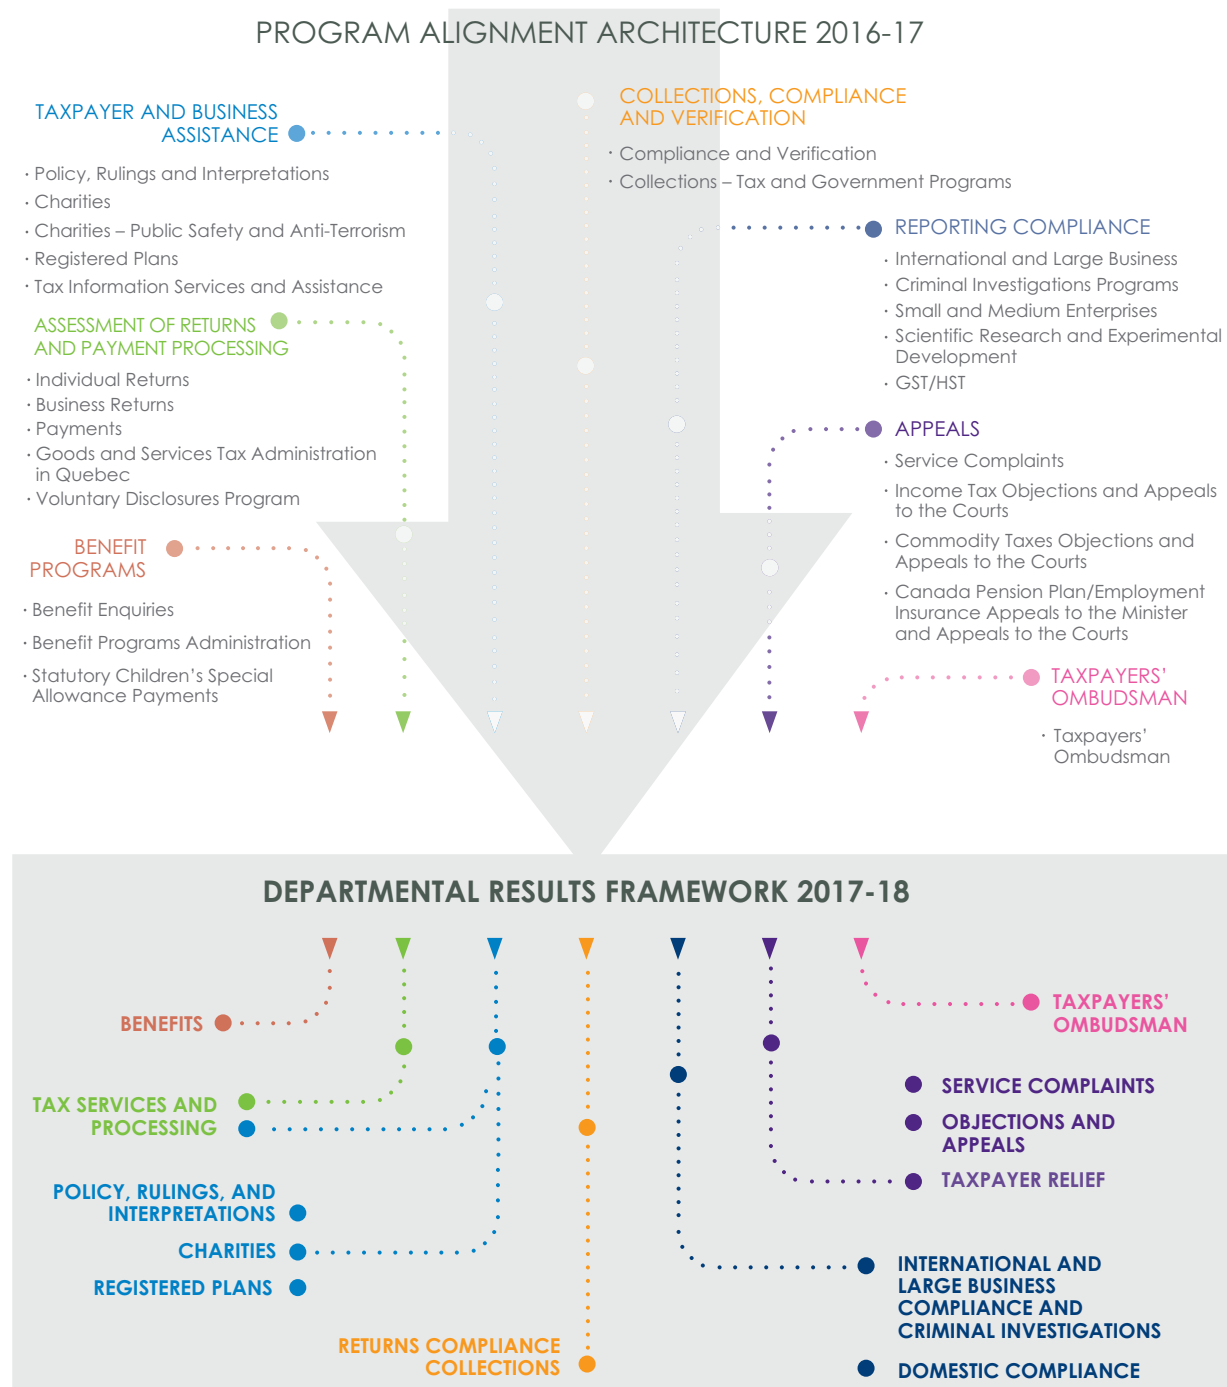 PROGRAM ALIGNMENT ARCHITECTURE 2016-17
TAXPAYER AND BUSINESS
ASSISTANCE
· Policy, Rulings and Interpretations
· Charities
· Charities – Public Safety and Anti-Terrorism
· Registered Plans
· Tax Information Services and Assistance
ASSESSMENT OF RETURNS
AND PAYMENT PROCESSING
· Individual Returns
· Business Returns
· Payments
· Goods and Services Tax Administration
in Quebec
· Voluntary Disclosures Program
BENEFIT
PROGRAMS
· Benefit Enquiries
· Benefit Programs Administration
· Statutory Children's Special
Allowance Payments
COLLECTIONS, COMPLIANCE
AND VERIFICATION
· Compliance and Verification
· Collections – Tax and Government Programs
REPORTING COMPLIANCE
· International and Large Business
· Criminal Investigations Programs
· Small and Medium Enterprises
· Scientific Research and Experimental
Development
· GST/HST
APPEALS
· Service Complaints
· Income Tax Objections and Appeals
to the Courts
· Commodity Taxes Objections and
Appeals to the Courts
· Canada Pension Plan/Employment
Insurance Appeals to the Minister
and Appeals to the Courts
TAXPAYERS'
OMBUDSMAN
· Taxpayers'
Ombudsman
DEPARTMENTAL RESULTS FRAMEWORK 2017-18
BENEFITS
TAX SERVICES AND
PROCESSING
POLICY, RULINGS, AND
INTERPRETATIONS
CHARITIES
REGISTERED PLANS
RETURNS COMPLIANCE
COLLECTIONS
TAXPAYERS'
OMBUDSMAN
SERVICE COMPLAINTS
OBJECTIONS AND
APPEALS
TAXPAYER RELIEF
INTERNATIONAL AND
LARGE BUSINESS
COMPLIANCE AND
CRIMINAL INVESTIGATIONS
DOMESTIC COMPLIANCE